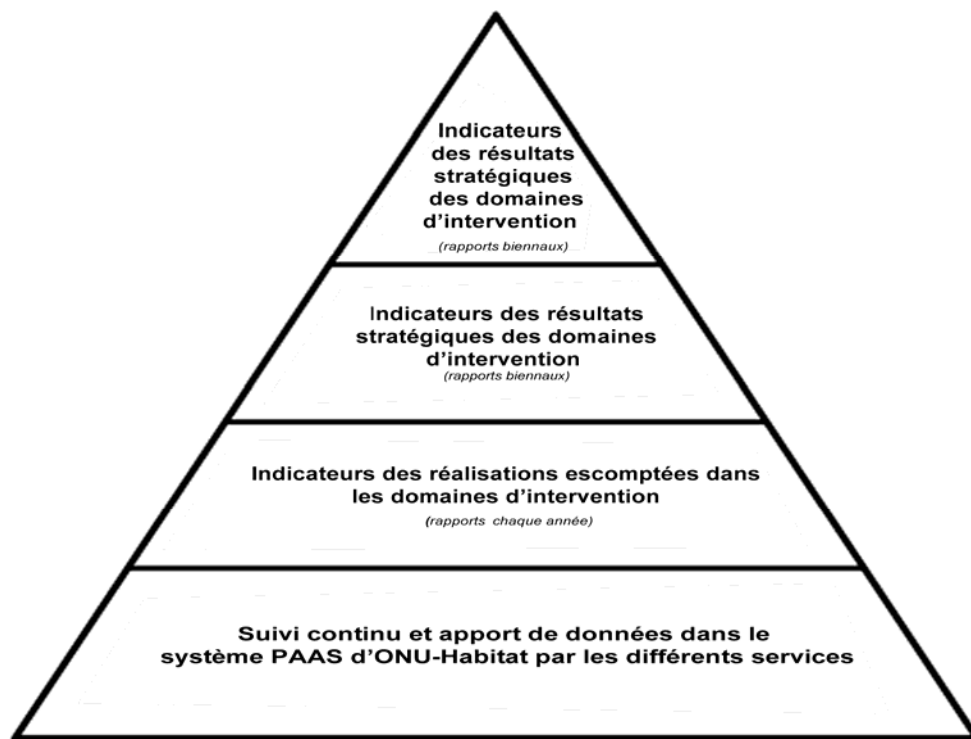 Indicateurs
des résultats
stratégiques
des domaines
d'intervention
(rapports biennaux)
Indicateurs des résultats
stratégiques des domaines
d'intervention
(rapports biennaux)
Indicateurs des réalisations escomptées dans
les domaines d'intervention
(rapports chaque année)
Suivi continu et apport de données dans le
système PAAS d'ONU-Habitat par les différents services